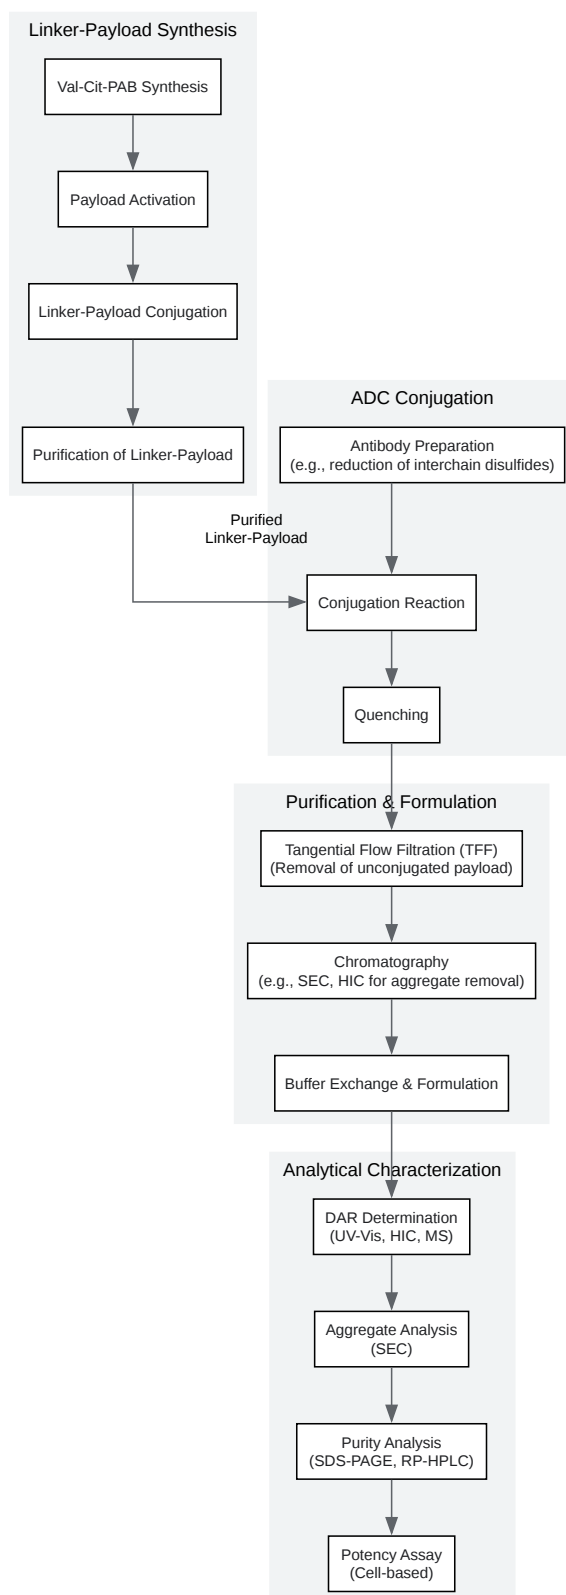 Linker-Payload Synthesis
Val-Cit-PAB Synthesis
Payload Activation
Linker-Payload Conjugation
Purification of Linker-Payload
ADC Conjugation
Antibody Preparation
(e.g., reduction of interchain disulfides)
Purified
Linker-Payload
Conjugation Reaction
Quenching
Purification & Formulation
Tangential Flow Filtration (TFF)
(Removal of unconjugated payload)
Chromatography
(e.g., SEC, HIC for aggregate removal)
Buffer Exchange & Formulation
Analytical Characterization
DAR Determination
(UV-Vis, HIC, MS)
Aggregate Analysis
(SEC)
Purity Analysis
(SDS-PAGE, RP-HPLC)
Potency Assay
(Cell-based)